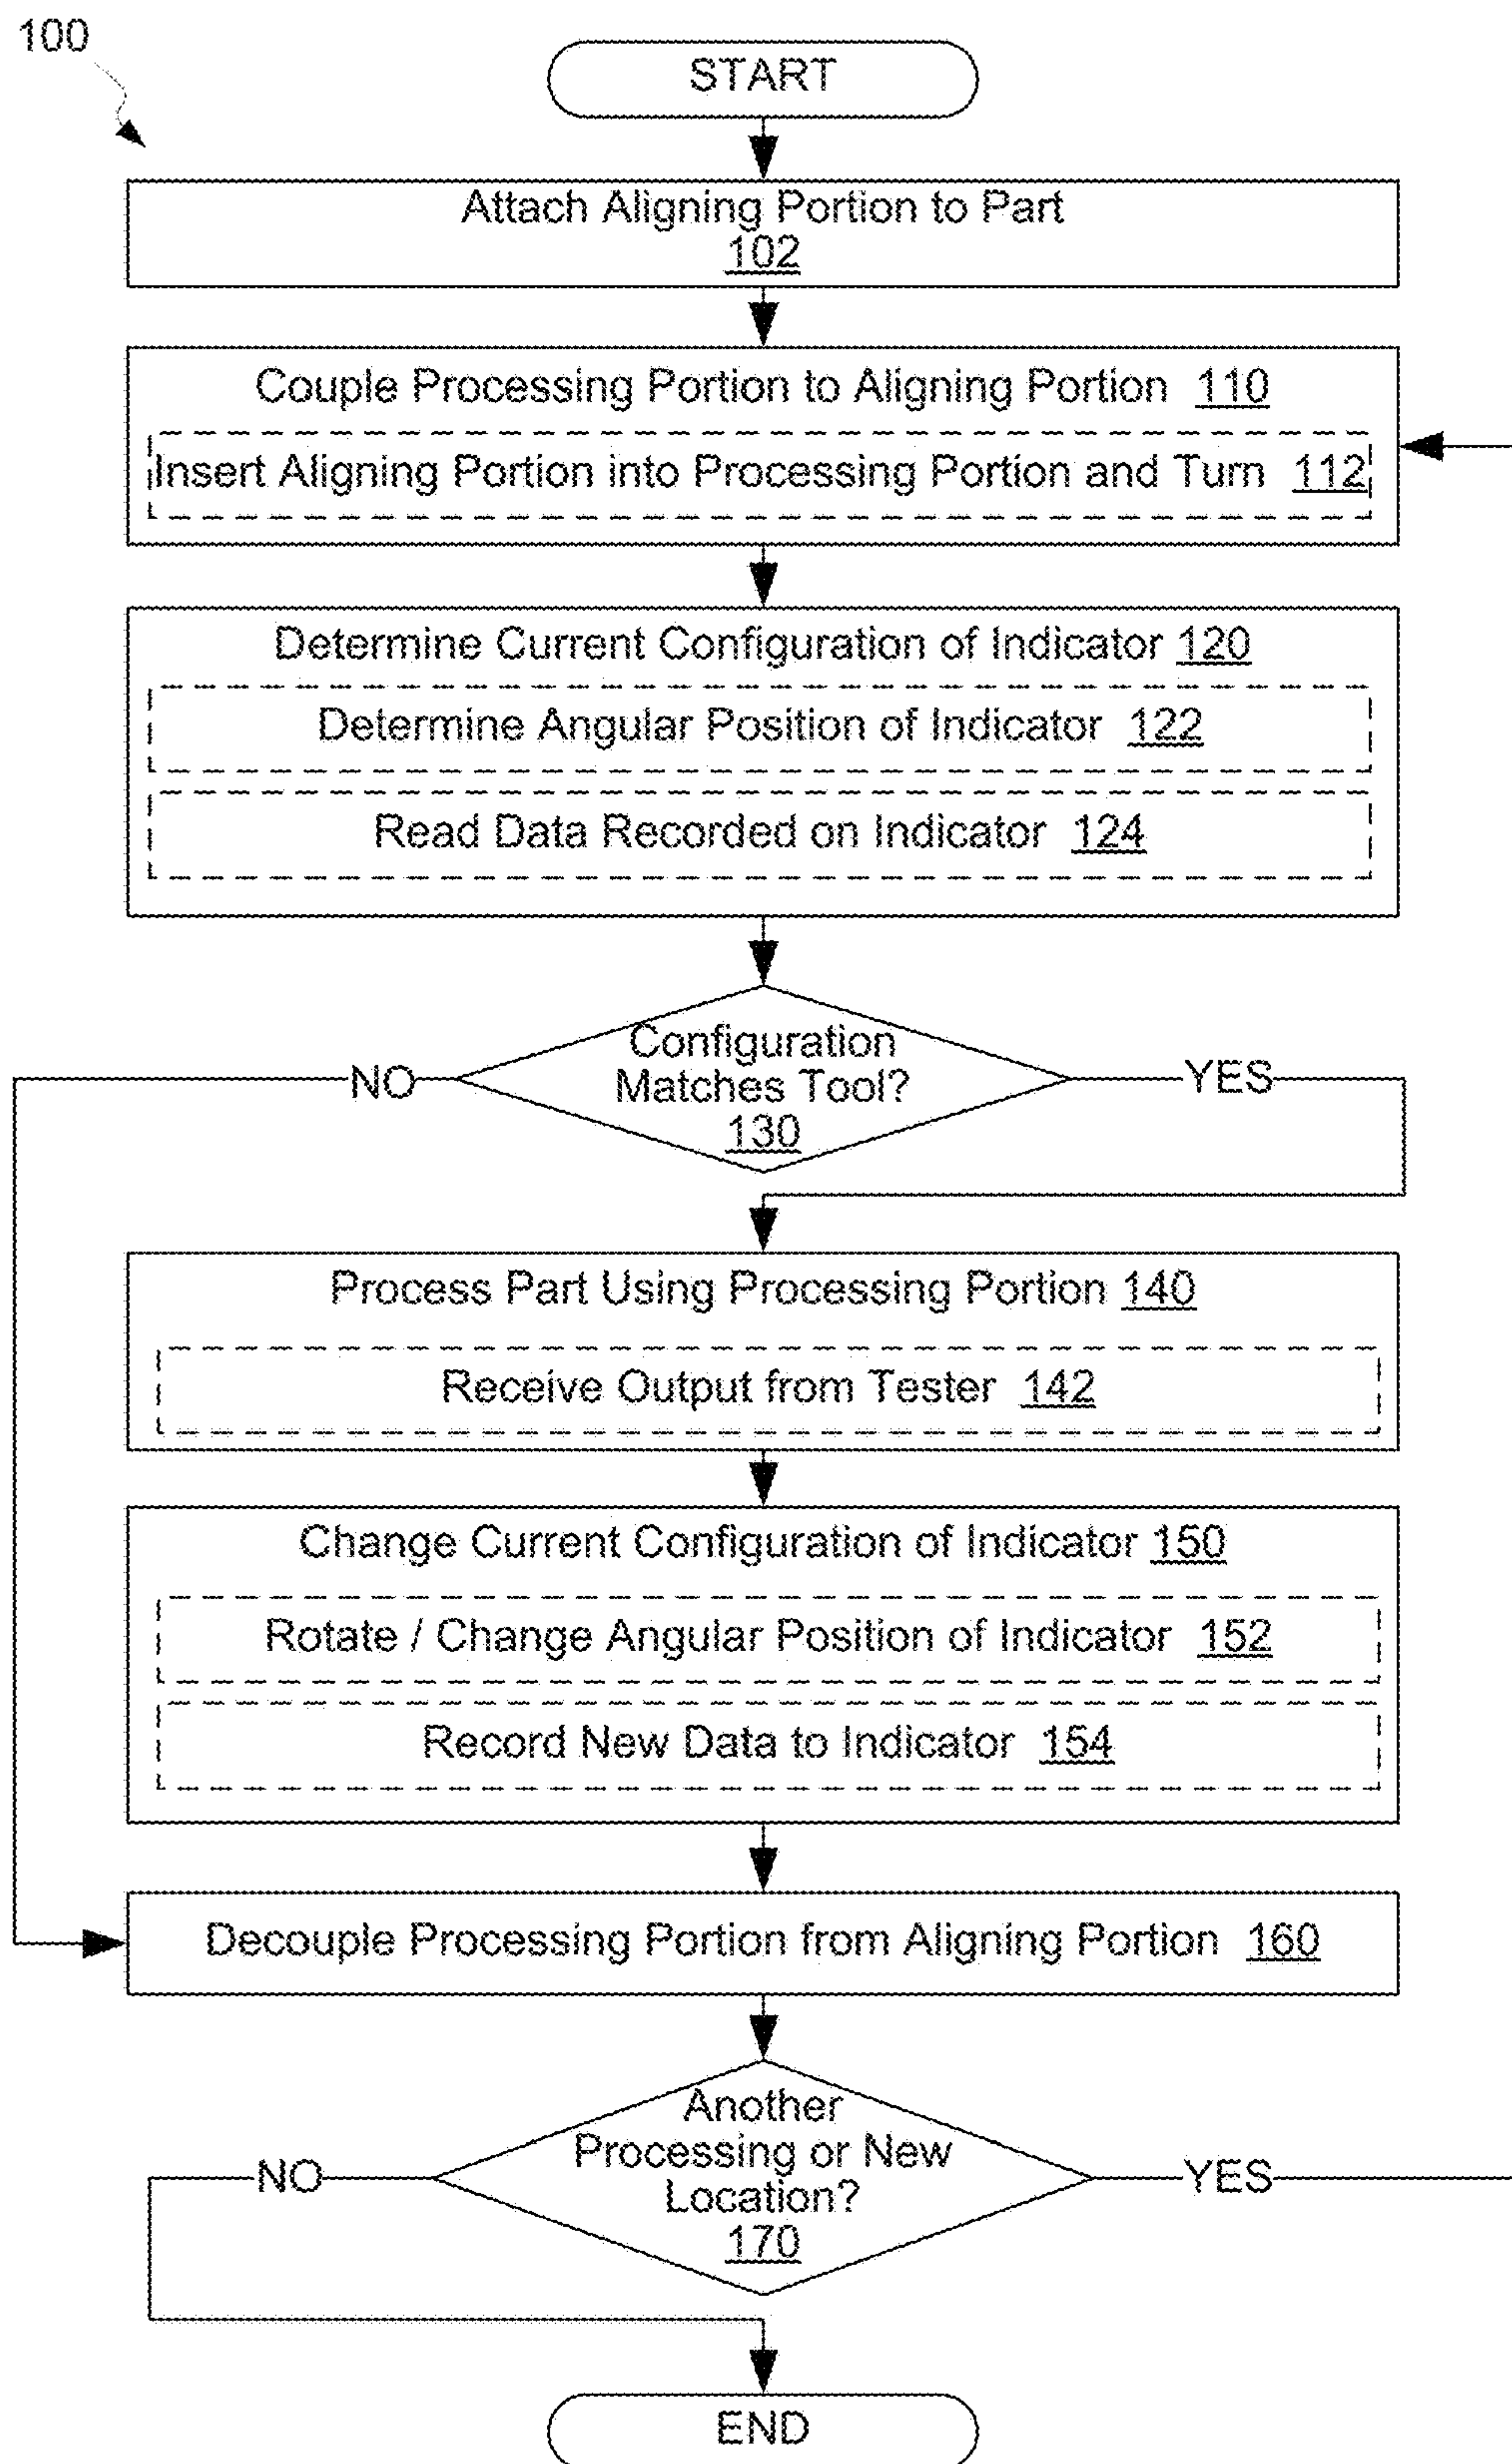 100
START
Attach Aligning Portion to Part
102
Couple Processing Portion to Aligning Portion 110
Insert Aligning Portion into Processing Portion and Turn 112
Determine Current Configuration of Indicator 120
Determine Angular Position of Indicator 122
Read Data Recorded on Indicator 124
Configuration
NO Matches Tool? YES
130
Process Part Using Processing Portion 140
Receive Output from Tester 142
Change Current Configuration of Indicator 150
Rotate / Change Angular Position of Indicator 152
Record New Data to Indicator 154
Decouple Processing Portion from Aligning Portion 160
Another
Processing or New
NO Location? YES
170
END